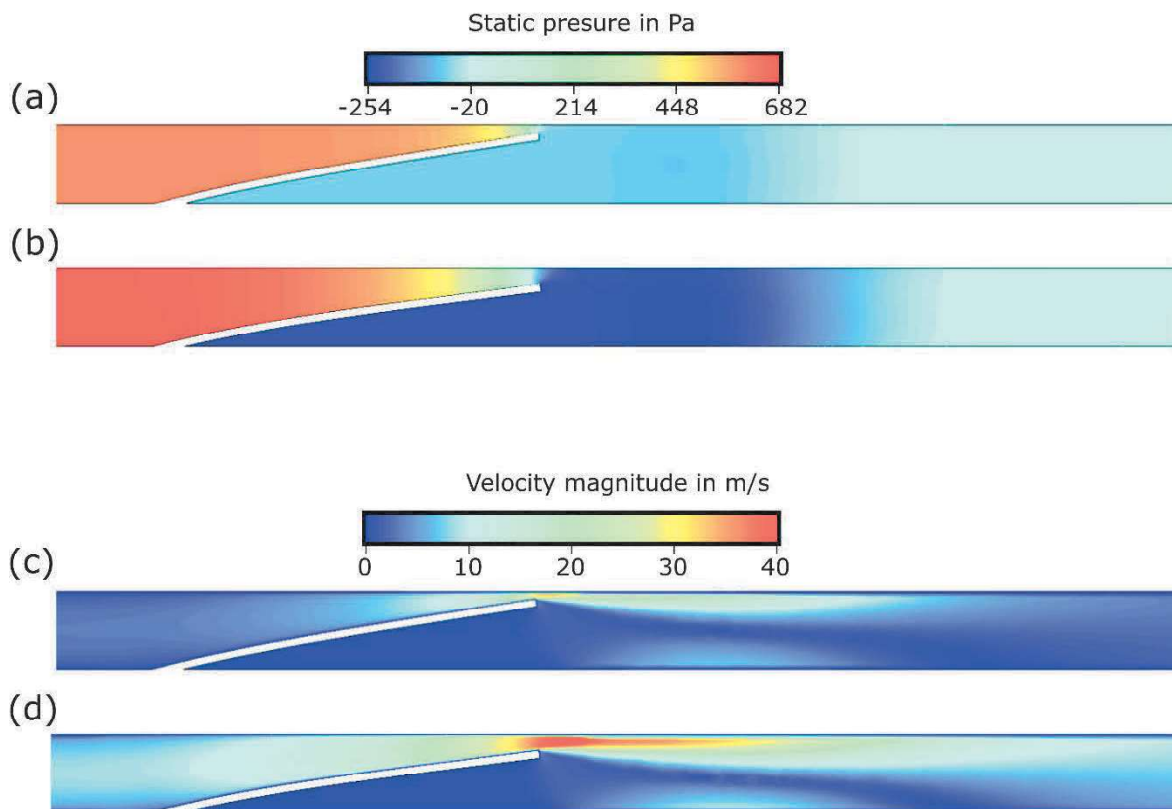 Static presure in Pa
(a)
-254 -20 214 448 682
(b)
Velocity magnitude in m/s
(c)
0 10 20 30 40
(d)